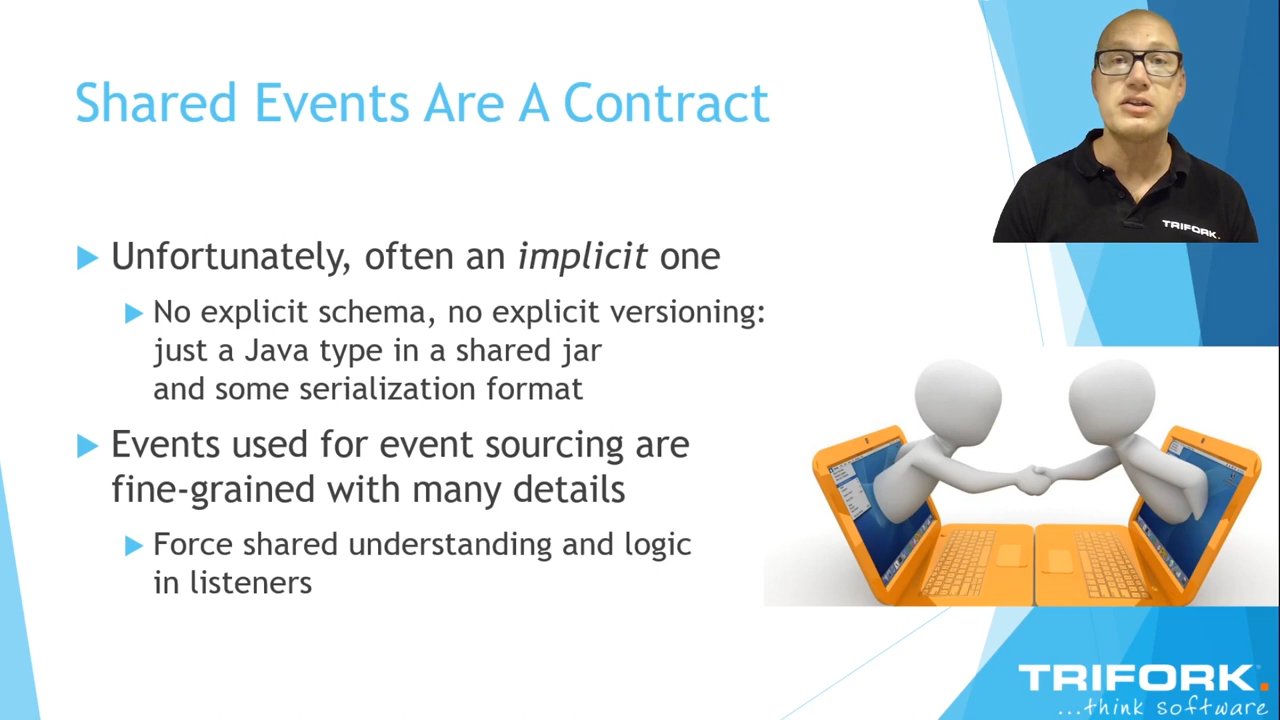 Shared Events Are A Contract
Unfortunately, often an implicit one
No explicit schema, no explicit versioning:
just a Java type in a shared jar
and some serialization format
Events used for event sourcing are
fine-grained with many details
Force shared understanding and logic
in listeners
TRIFORK.
TRIFORK.
...think software